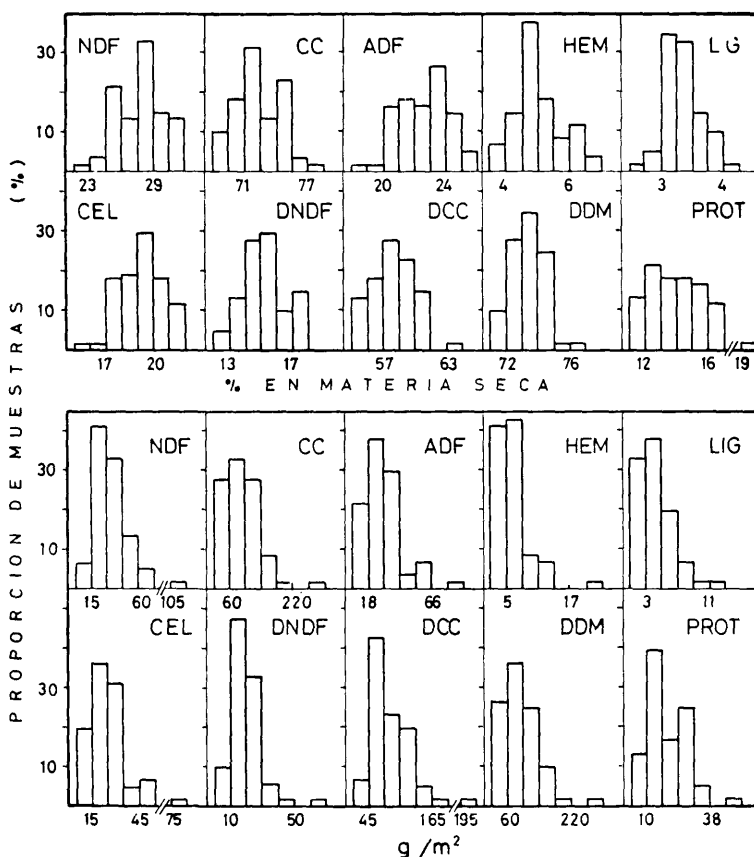 NDF CC ADF HEM LIG
30
10
23 29 71 77 20 24 4 6 3 4
CEL DNDF DCC DDM PROT
30
10
17 20 13 17 57 63 72 76 12 16 19
% EN MATERIA SECA
PROPORCION DE MUESTRAS (%)
NDF CC ADF HEM LIG
30
10
15 60 105 60 220 18 66 5 17 3 11
CEL DNDF DCC DDM PROT
30
10
15 45 75 10 50 45 165 195 60 220 10 38
g/m²